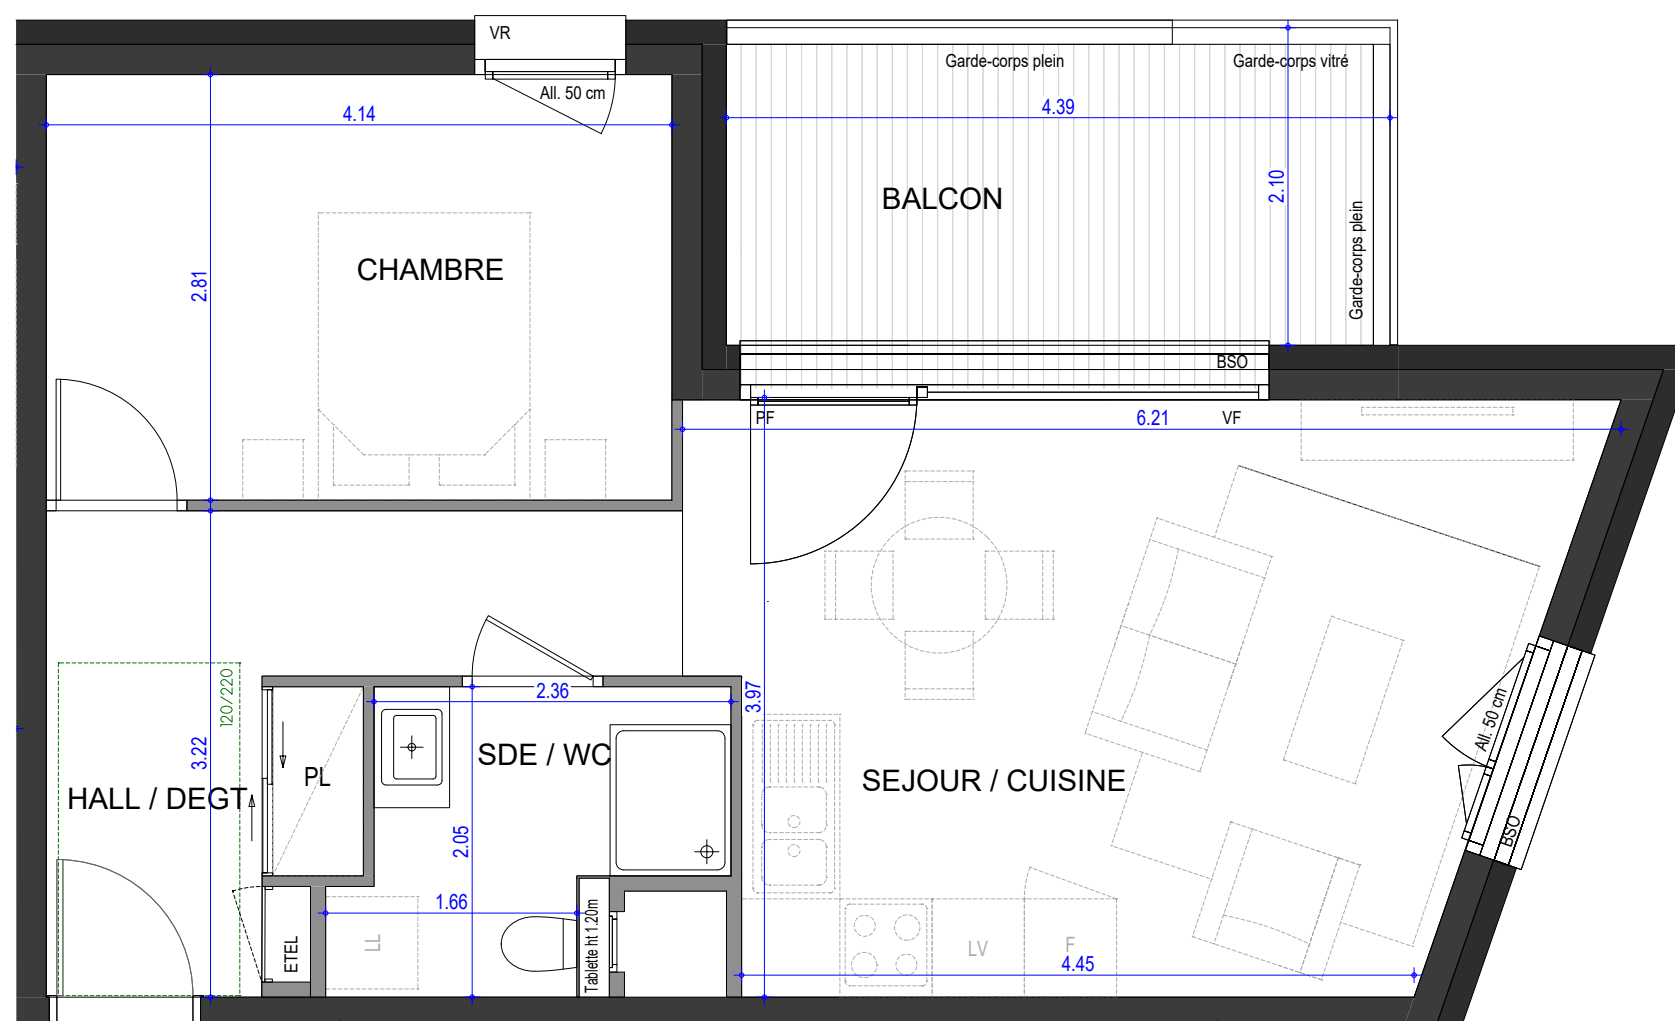 VR
All. 50 cm
4.14
Garde-corps plein
Garde-corps vitré
4.39
2.10
BALCON
Garde-corps plein
CHAMBRE
2.81
BSO
PF
6.21
VF
120/220
2.36
3.97
3.22
PL
SDE / WC
HALL / DEGT
SEJOUR / CUISINE
All. 50 cm
BSO
2.05
1.66
LL
ETEL
Tablette ht 1.20m
LV
F
4.45